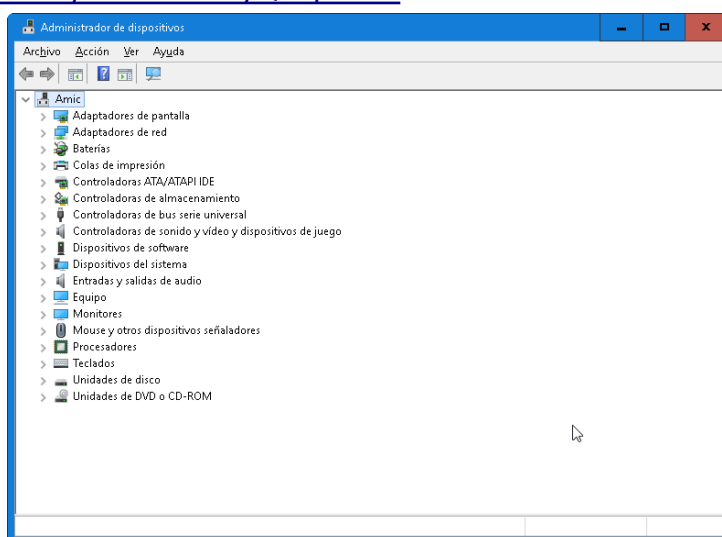 Administrador de dispositivos
Archivo Acción Ver Ayuda
Amic
Adaptadores de pantalla
Adaptadores de red
Baterías
Colas de impresión
Controladoras ATA/ATAPI IDE
Controladoras de almacenamiento
Controladoras de bus serie universal
Controladoras de sonido y vídeo y dispositivos de juego
Dispositivos de software
Dispositivos del sistema
Entradas y salidas de audio
Equipo
Monitores
Mouse y otros dispositivos señaladores
Procesadores
Teclados
Unidades de disco
Unidades de DVD o CD-ROM